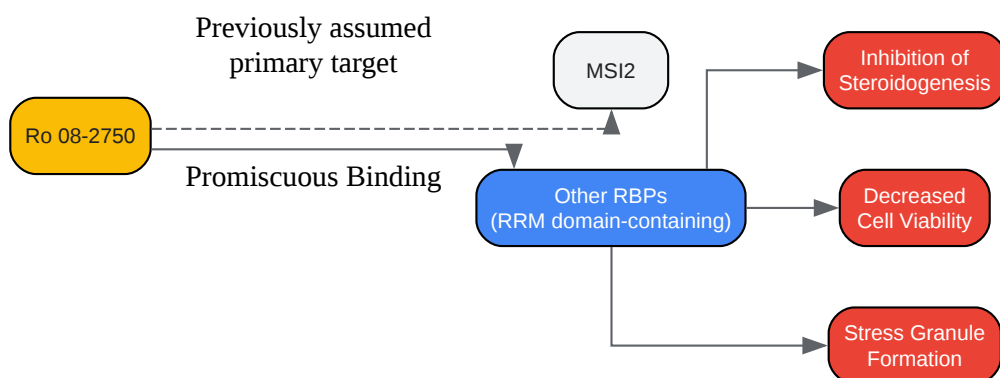 Previously assumed
primary target
MSI2
Inhibition of
Steroidogenesis
Ro 08-2750
Promiscuous Binding
Other RBPs
(RRM domain-containing)
Decreased
Cell Viability
Stress Granule
Formation